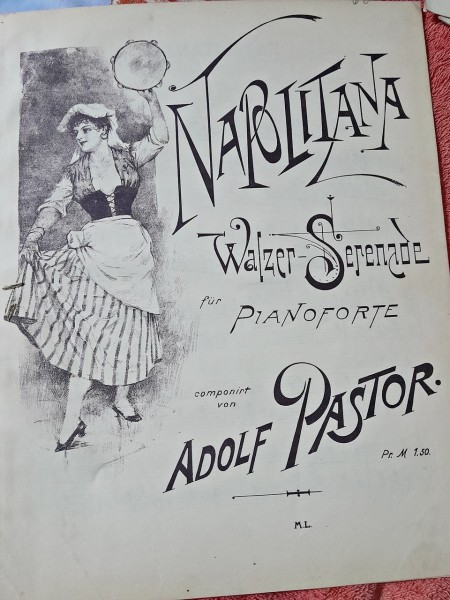 NAPOLITANA
Walzer-Serenade
für
PIANOFORTE
componirt
von
ADOLF PASTOR.
Pr. M 1.50.
M.L.